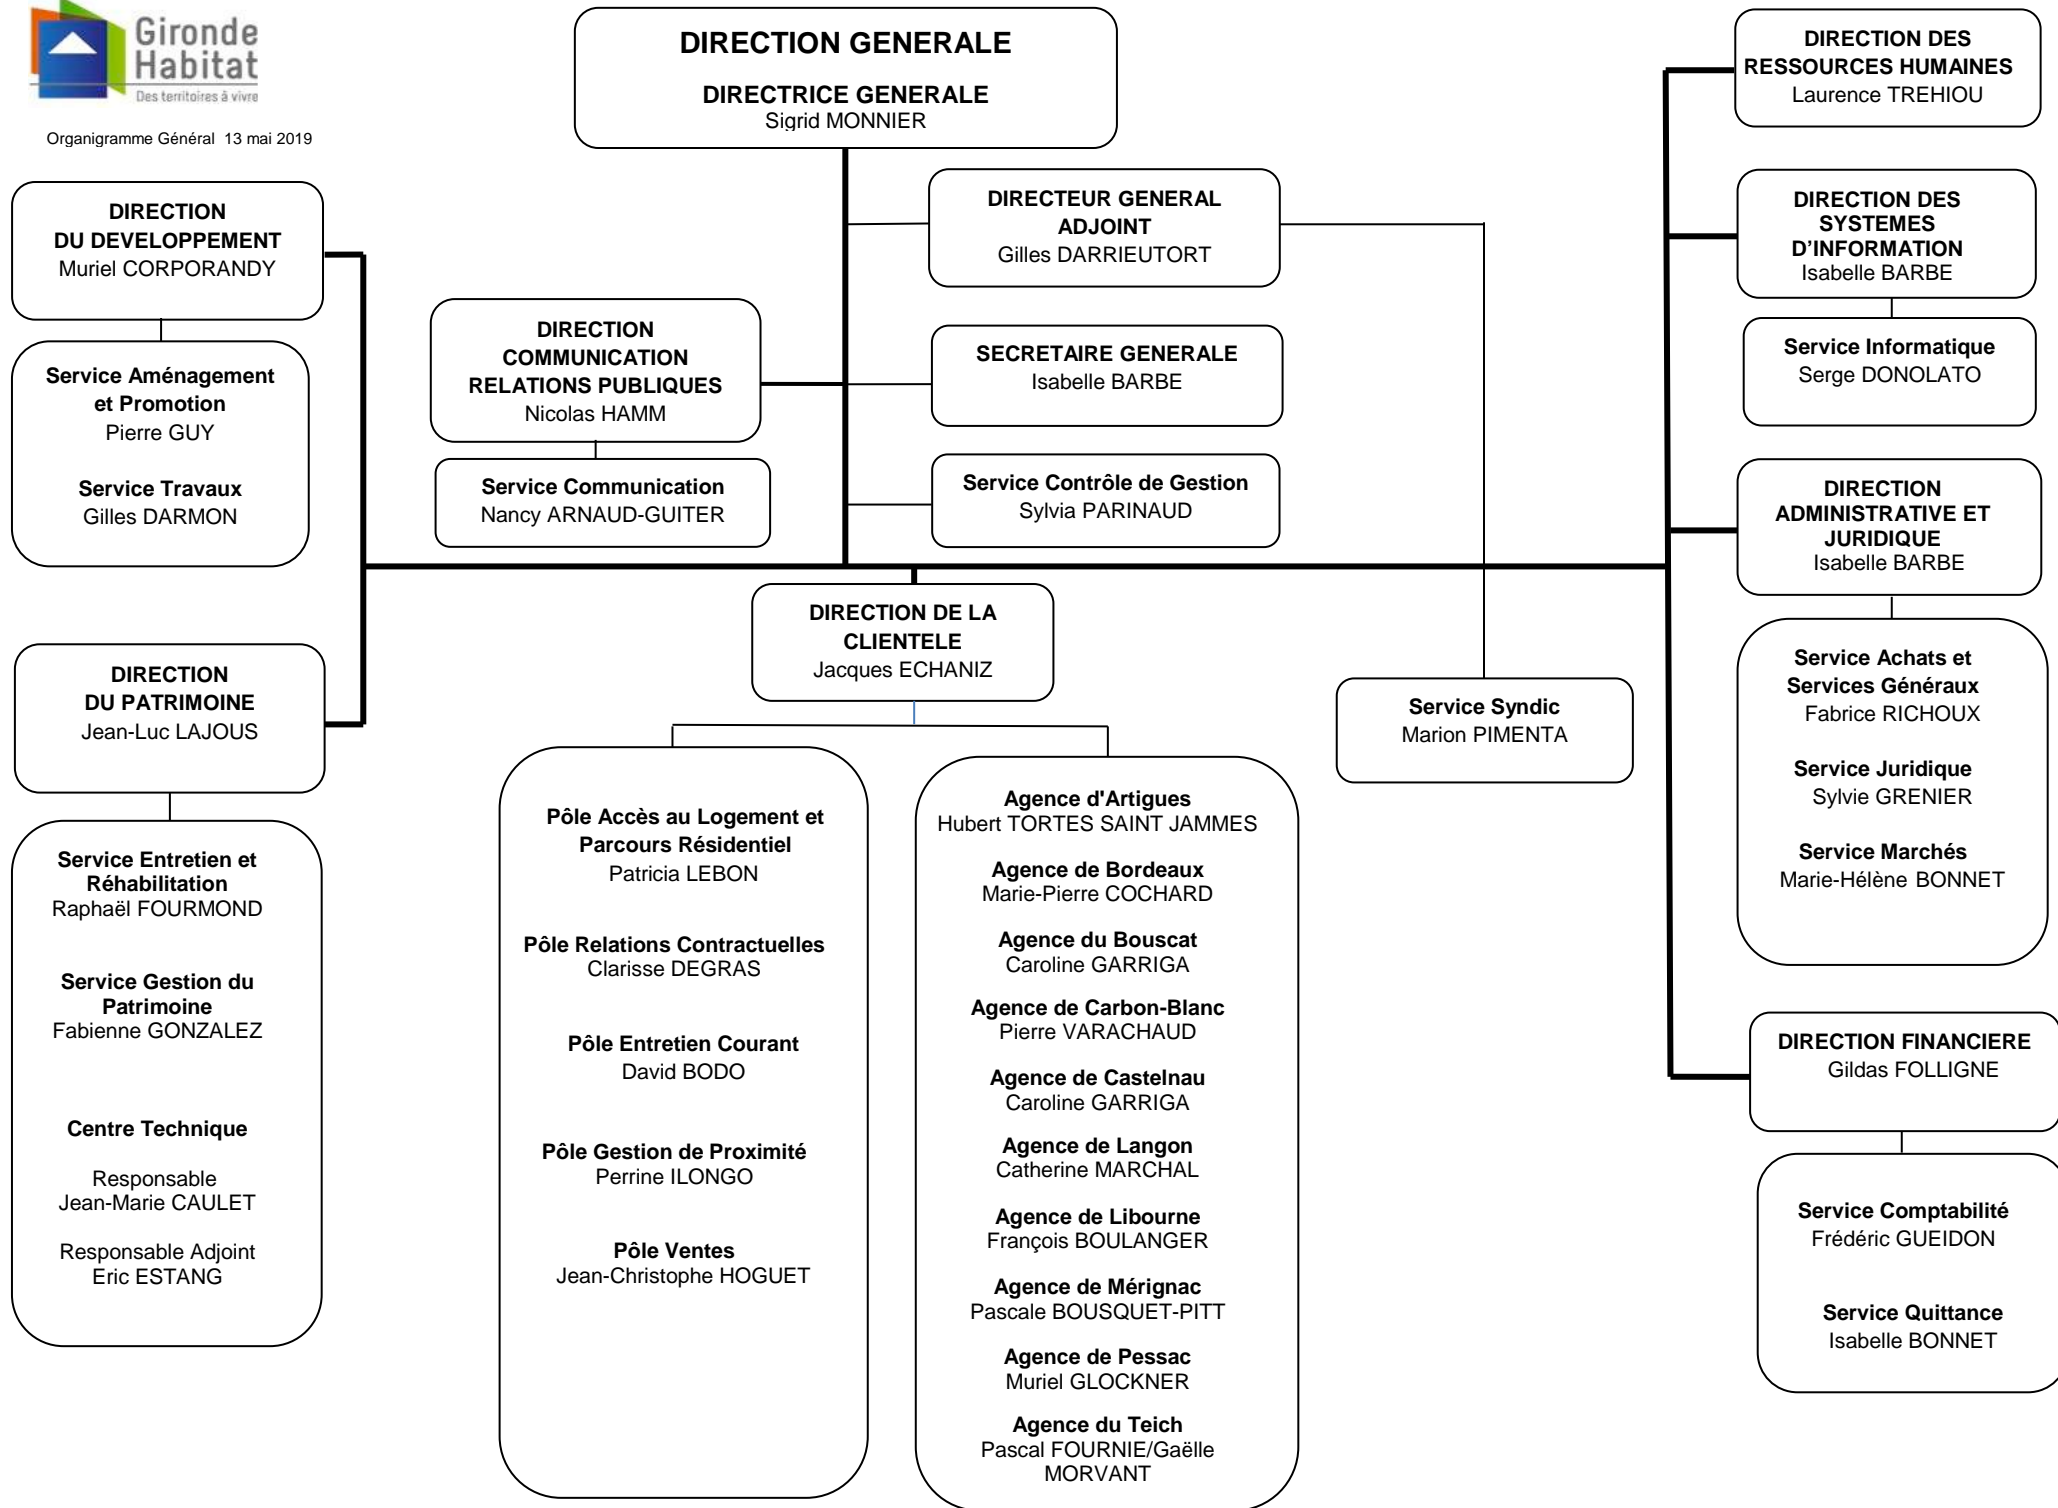 Gironde
Habitat
Des territoires à vivre
Organigramme Général  13 mai 2019
DIRECTION GENERALE
DIRECTRICE GENERALE
Sigrid MONNIER
DIRECTION DES
RESSOURCES HUMAINES
Laurence TREHIOU
DIRECTION
DU DEVELOPPEMENT
Muriel CORPORANDY
DIRECTEUR GENERAL
ADJOINT
Gilles DARRIEUTORT
DIRECTION DES
SYSTEMES
D’INFORMATION
Isabelle BARBE
Service Aménagement
et Promotion
Pierre GUY
Service Travaux
Gilles DARMON
DIRECTION
COMMUNICATION
RELATIONS PUBLIQUES
Nicolas HAMM
SECRETAIRE GENERALE
Isabelle BARBE
Service Informatique
Serge DONOLATO
Service Communication
Nancy ARNAUD-GUITER
Service Contrôle de Gestion
Sylvia PARINAUD
DIRECTION
ADMINISTRATIVE ET
JURIDIQUE
Isabelle BARBE
DIRECTION DE LA
CLIENTELE
Jacques ECHANIZ
DIRECTION
DU PATRIMOINE
Jean-Luc LAJOUS
Service Syndic
Marion PIMENTA
Service Achats et
Services Généraux
Fabrice RICHOUX
Service Juridique
Sylvie GRENIER
Service Marchés
Marie-Hélène BONNET
Service Entretien et
Réhabilitation
Raphaël FOURMOND
Service Gestion du
Patrimoine
Fabienne GONZALEZ
Centre Technique
Responsable
Jean-Marie CAULET
Responsable Adjoint
Eric ESTANG
Pôle Accès au Logement et
Parcours Résidentiel
Patricia LEBON
Pôle Relations Contractuelles
Clarisse DEGRAS
Pôle Entretien Courant
David BODO
Pôle Gestion de Proximité
Perrine ILONGO
Pôle Ventes
Jean-Christophe HOGUET
Agence d'Artigues
Hubert TORTES SAINT JAMMES
Agence de Bordeaux
Marie-Pierre COCHARD
Agence du Bouscat
Caroline GARRIGA
Agence de Carbon-Blanc
Pierre VARACHAUD
Agence de Castelnau
Caroline GARRIGA
Agence de Langon
Catherine MARCHAL
Agence de Libourne
François BOULANGER
Agence de Mérignac
Pascale BOUSQUET-PITT
Agence de Pessac
Muriel GLOCKNER
Agence du Teich
Pascal FOURNIE/Gaëlle
MORVANT
DIRECTION FINANCIERE
Gildas FOLLIGNE
Service Comptabilité
Frédéric GUEIDON
Service Quittance
Isabelle BONNET